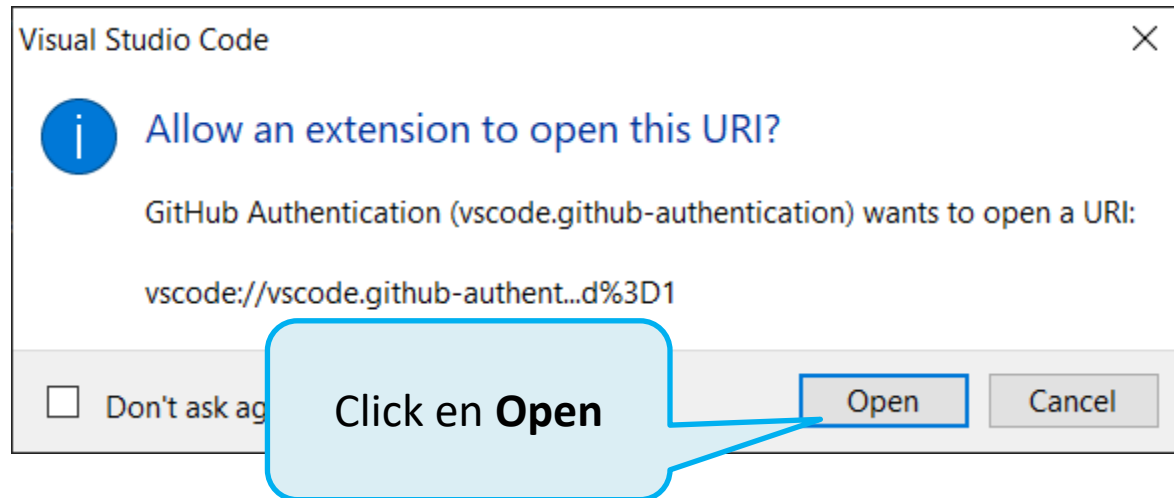 Visual Studio Code
Allow an extension to open this URI?
GitHub Authentication (vscode.github-authentication) wants to open a URI:
vscode://vscode.github-authent...d%3D1
Don't ask
Click en Open
Open
Cancel